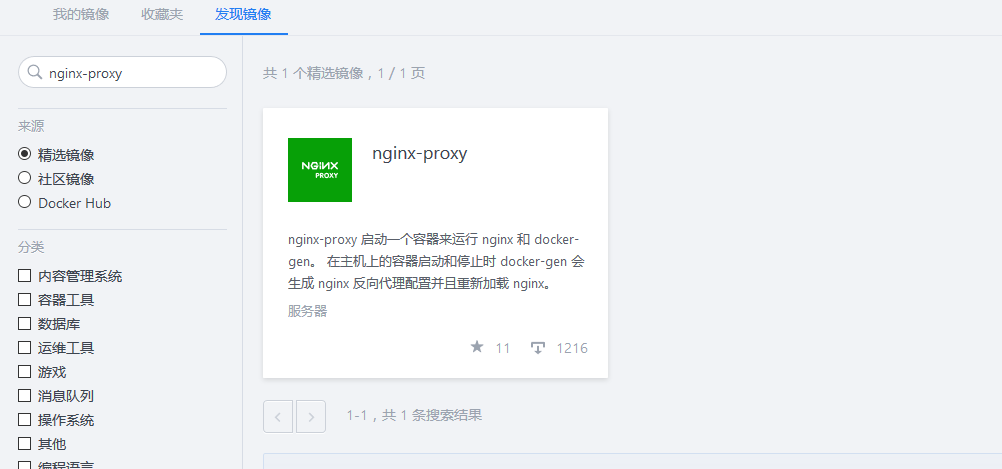 我的镜像 收藏夹 发现镜像
nginx-proxy
来源
精选镜像
社区镜像
Docker Hub
分类
内容管理系统
容器工具
数据库
运维工具
游戏
消息队列
操作系统
其他
编程语言
共 1 个精选镜像，1 / 1 页
NGINX
PROXY
nginx-proxy
nginx-proxy 启动一个容器来运行 nginx 和 docker-
gen。 在主机上的容器启动和停止时 docker-gen 会
生成 nginx 反向代理配置并且重新加载 nginx。
服务器
11 1216
1-1，共 1 条搜索结果